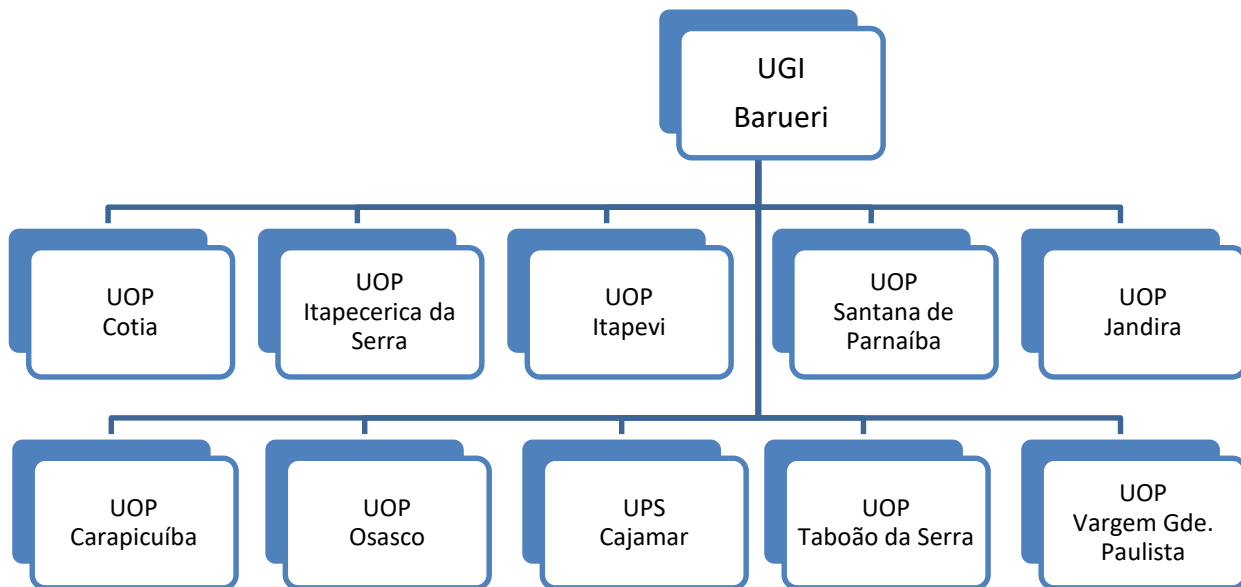 UGI
Barueri
UOP
Cotia
UOP
Itapecerica da
Serra
UOP
Itapevi
UOP
Santana de
Parnaíba
UOP
Jandira
UOP
Carapicuíba
UOP
Osasco
UPS
Cajamar
UOP
Taboão da Serra
UOP
Vargem Gde.
Paulista